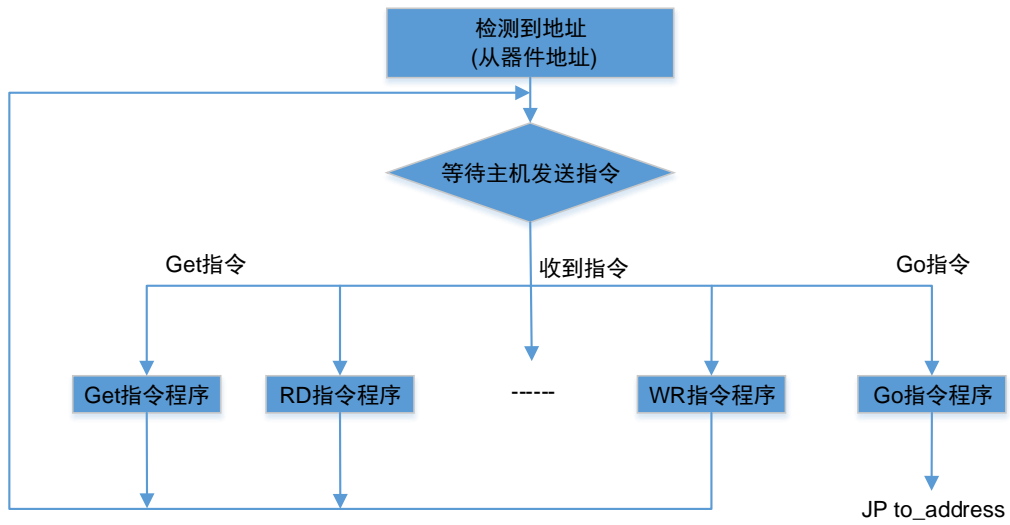 检测到地址
(从器件地址)
等待主机发送指令
Get指令
收到指令
Go指令
Get指令程序
RD指令程序
------
WR指令程序
Go指令程序
JP to_address